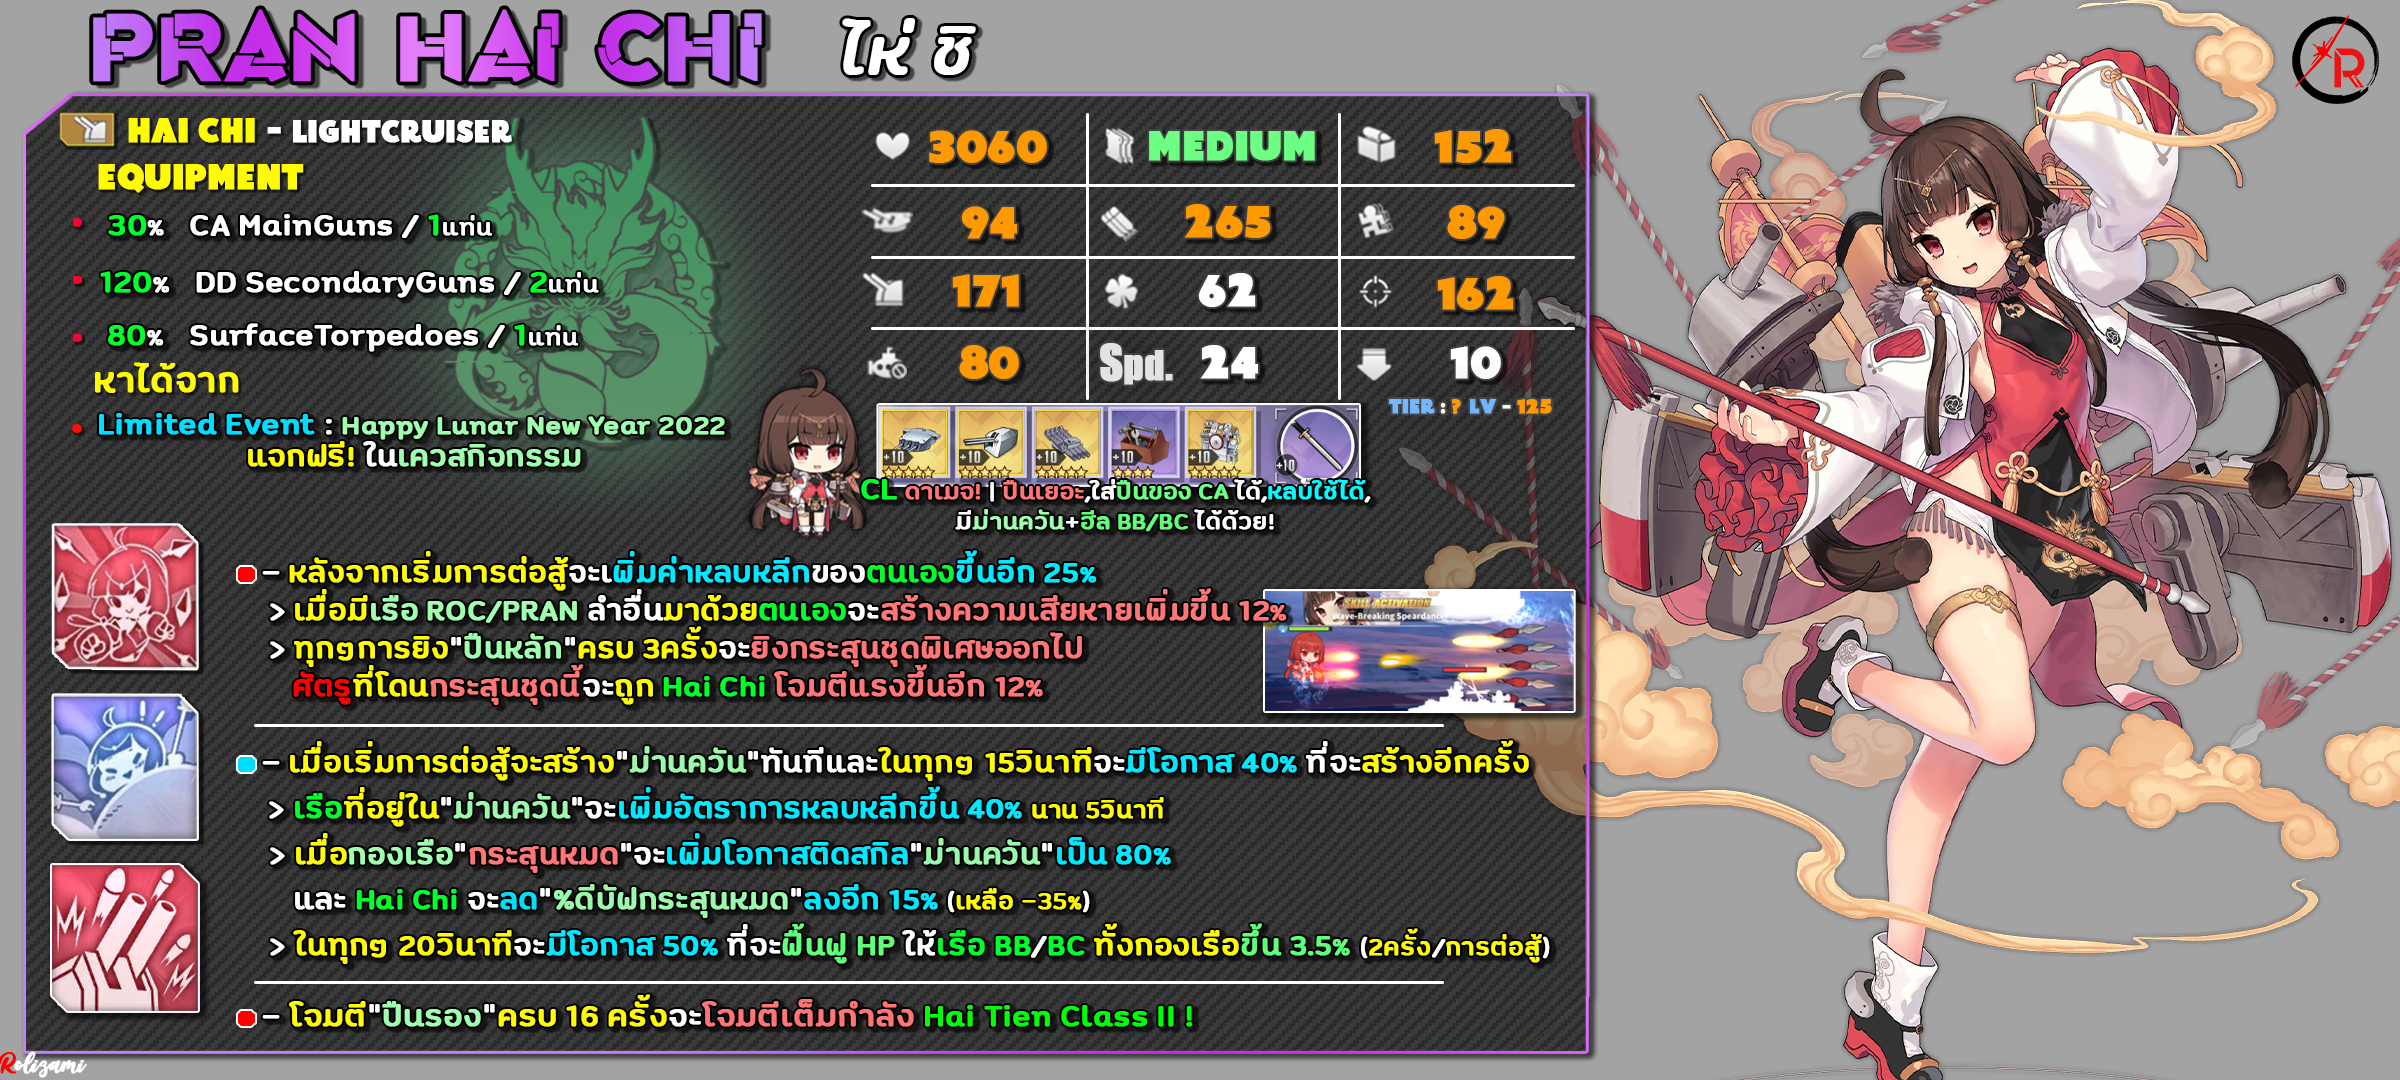 PRAN HAI CHI ไห่ ชิ
R
HAI CHI - LIGHTCRUISER
EQUIPMENT
30% CA MainGuns / 1แท่น
120% DD SecondaryGuns / 2แท่น
80% SurfaceTorpedoes / 1แท่น
หาได้จาก
Limited Event : Happy Lunar New Year 2022
แจกฟรี! ในเควสกิจกรรม
3060 MEDIUM 152
94 265 89
171 62 162
80 Spd. 24 10
TIER : ? LV - 125
+10 +10 +10 +10 +10 +10
CL ดาเมจ! | ปืนเยอะ,ใส่ปืนของ CA ได้,หลบใช้ได้,
มีม่านควัน+ฮีล BB/BC ได้ด้วย!
- หลังจากเริ่มการต่อสู้จะเพิ่มค่าหลบหลีกของตนเองขึ้นอีก 25%
> เมื่อมีเรือ ROC/PRAN ลำอื่นมาด้วยตนเองจะสร้างความเสียหายเพิ่มขึ้น 12%
> ทุกๆการยิง"ปืนหลัก"ครบ 3ครั้งจะยิงกระสุนชุดพิเศษออกไป
ศัตรูที่โดนกระสุนชุดนี้จะถูก Hai Chi โจมตีแรงขึ้นอีก 12%
SKILL ACTIVATION
Wave-Breaking Speardance
- เมื่อเริ่มการต่อสู้จะสร้าง"ม่านควัน"ทันทีและในทุกๆ 15วินาทีจะมีโอกาส 40% ที่จะสร้างอีกครั้ง
> เรือที่อยู่ใน"ม่านควัน"จะเพิ่มอัตราการหลบหลีกขึ้น 40% นาน 5วินาที
> เมื่อกองเรือ"กระสุนหมด"จะเพิ่มโอกาสติดสกิล"ม่านควัน"เป็น 80%
และ Hai Chi จะลด"%ดีบัฟกระสุนหมด"ลงอีก 15% (เหลือ -35%)
> ในทุกๆ 20วินาทีจะมีโอกาส 50% ที่จะฟื้นฟู HP ให้เรือ BB/BC ทั้งกองเรือขึ้น 3.5% (2ครั้ง/การต่อสู้)
- โจมตี"ปืนรอง"ครบ 16 ครั้งจะโจมตีเต็มกำลัง Hai Tien Class II !
Rolizami